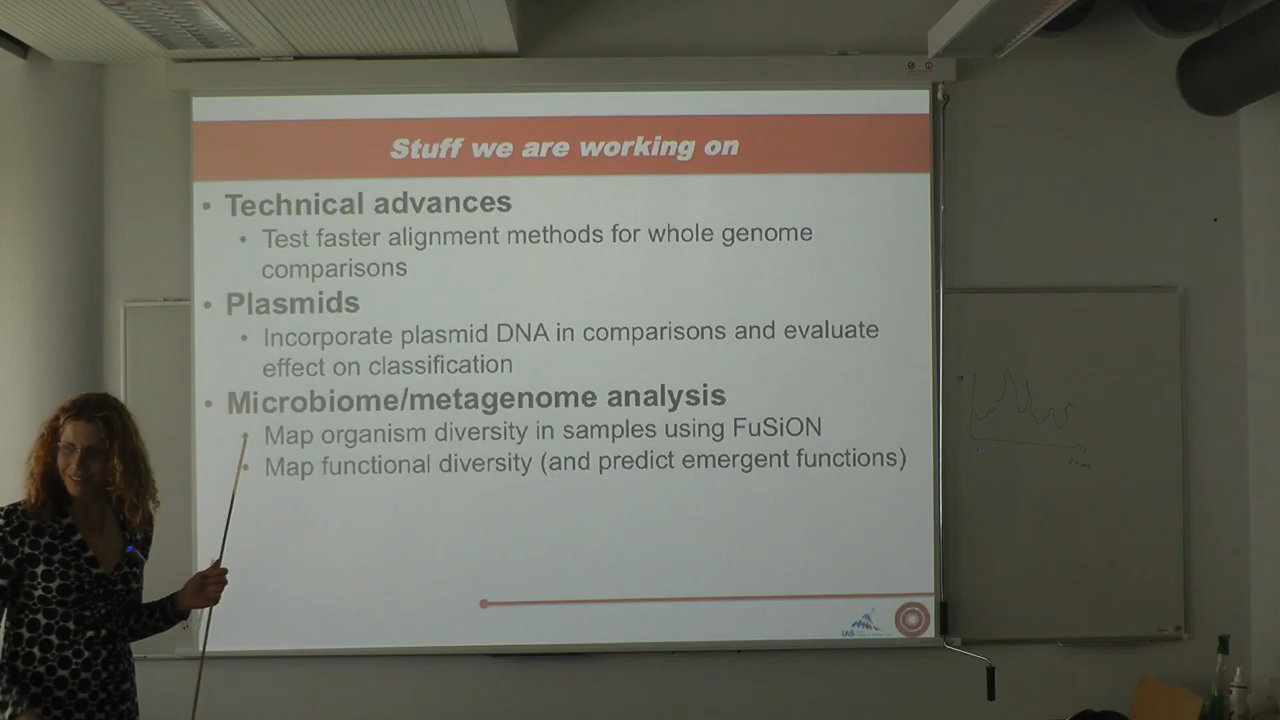 Stuff we are working on
• Technical advances
• Test faster alignment methods for whole genome
comparisons
• Plasmids
• Incorporate plasmid DNA in comparisons and evaluate
effect on classification
• Microbiome/metagenome analysis
• Map organism diversity in samples using FuSiON
• Map functional diversity (and predict emergent functions)
IAS